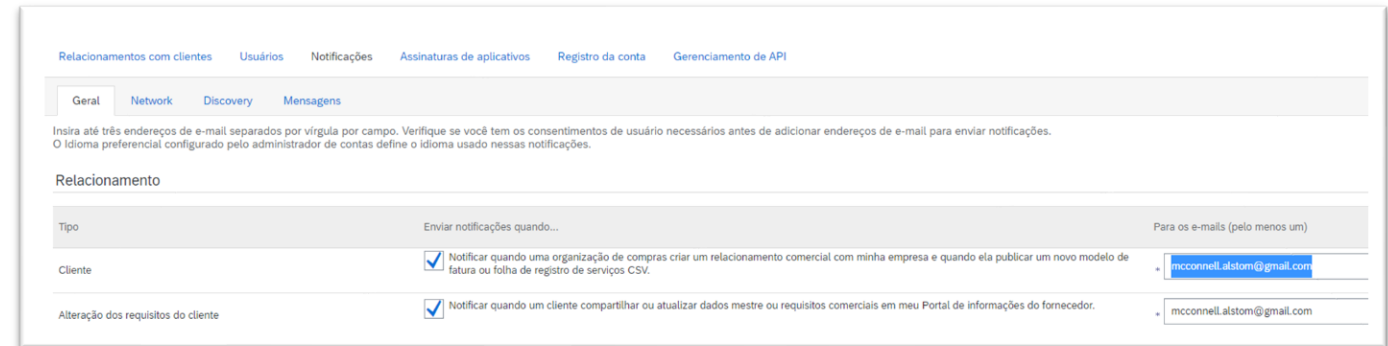 Relacionamentos com clientes Usuários Notificações Assinaturas de aplicativos Registro da conta Gerenciamento de API
Geral Network Discovery Mensagens
Insira até três endereços de e-mail separados por vírgula por campo. Verifique se você tem os consentimentos de usuário necessários antes de adicionar endereços de e-mail para enviar notificações.
O Idioma preferencial configurado pelo administrador de contas define o idioma usado nessas notificações.
Relacionamento
Tipo Enviar notificações quando... Para os e-mails (pelo menos um)
Cliente Notificar quando uma organização de compras criar um relacionamento comercial com minha empresa e quando ela publicar um novo modelo de
fatura ou folha de registro de serviços CSV. * mcconnell.alstom@gmail.com
Alteração dos requisitos do cliente Notificar quando um cliente compartilhar ou atualizar dados mestre ou requisitos comerciais em meu Portal de informações do fornecedor. * mcconnell.alstom@gmail.com